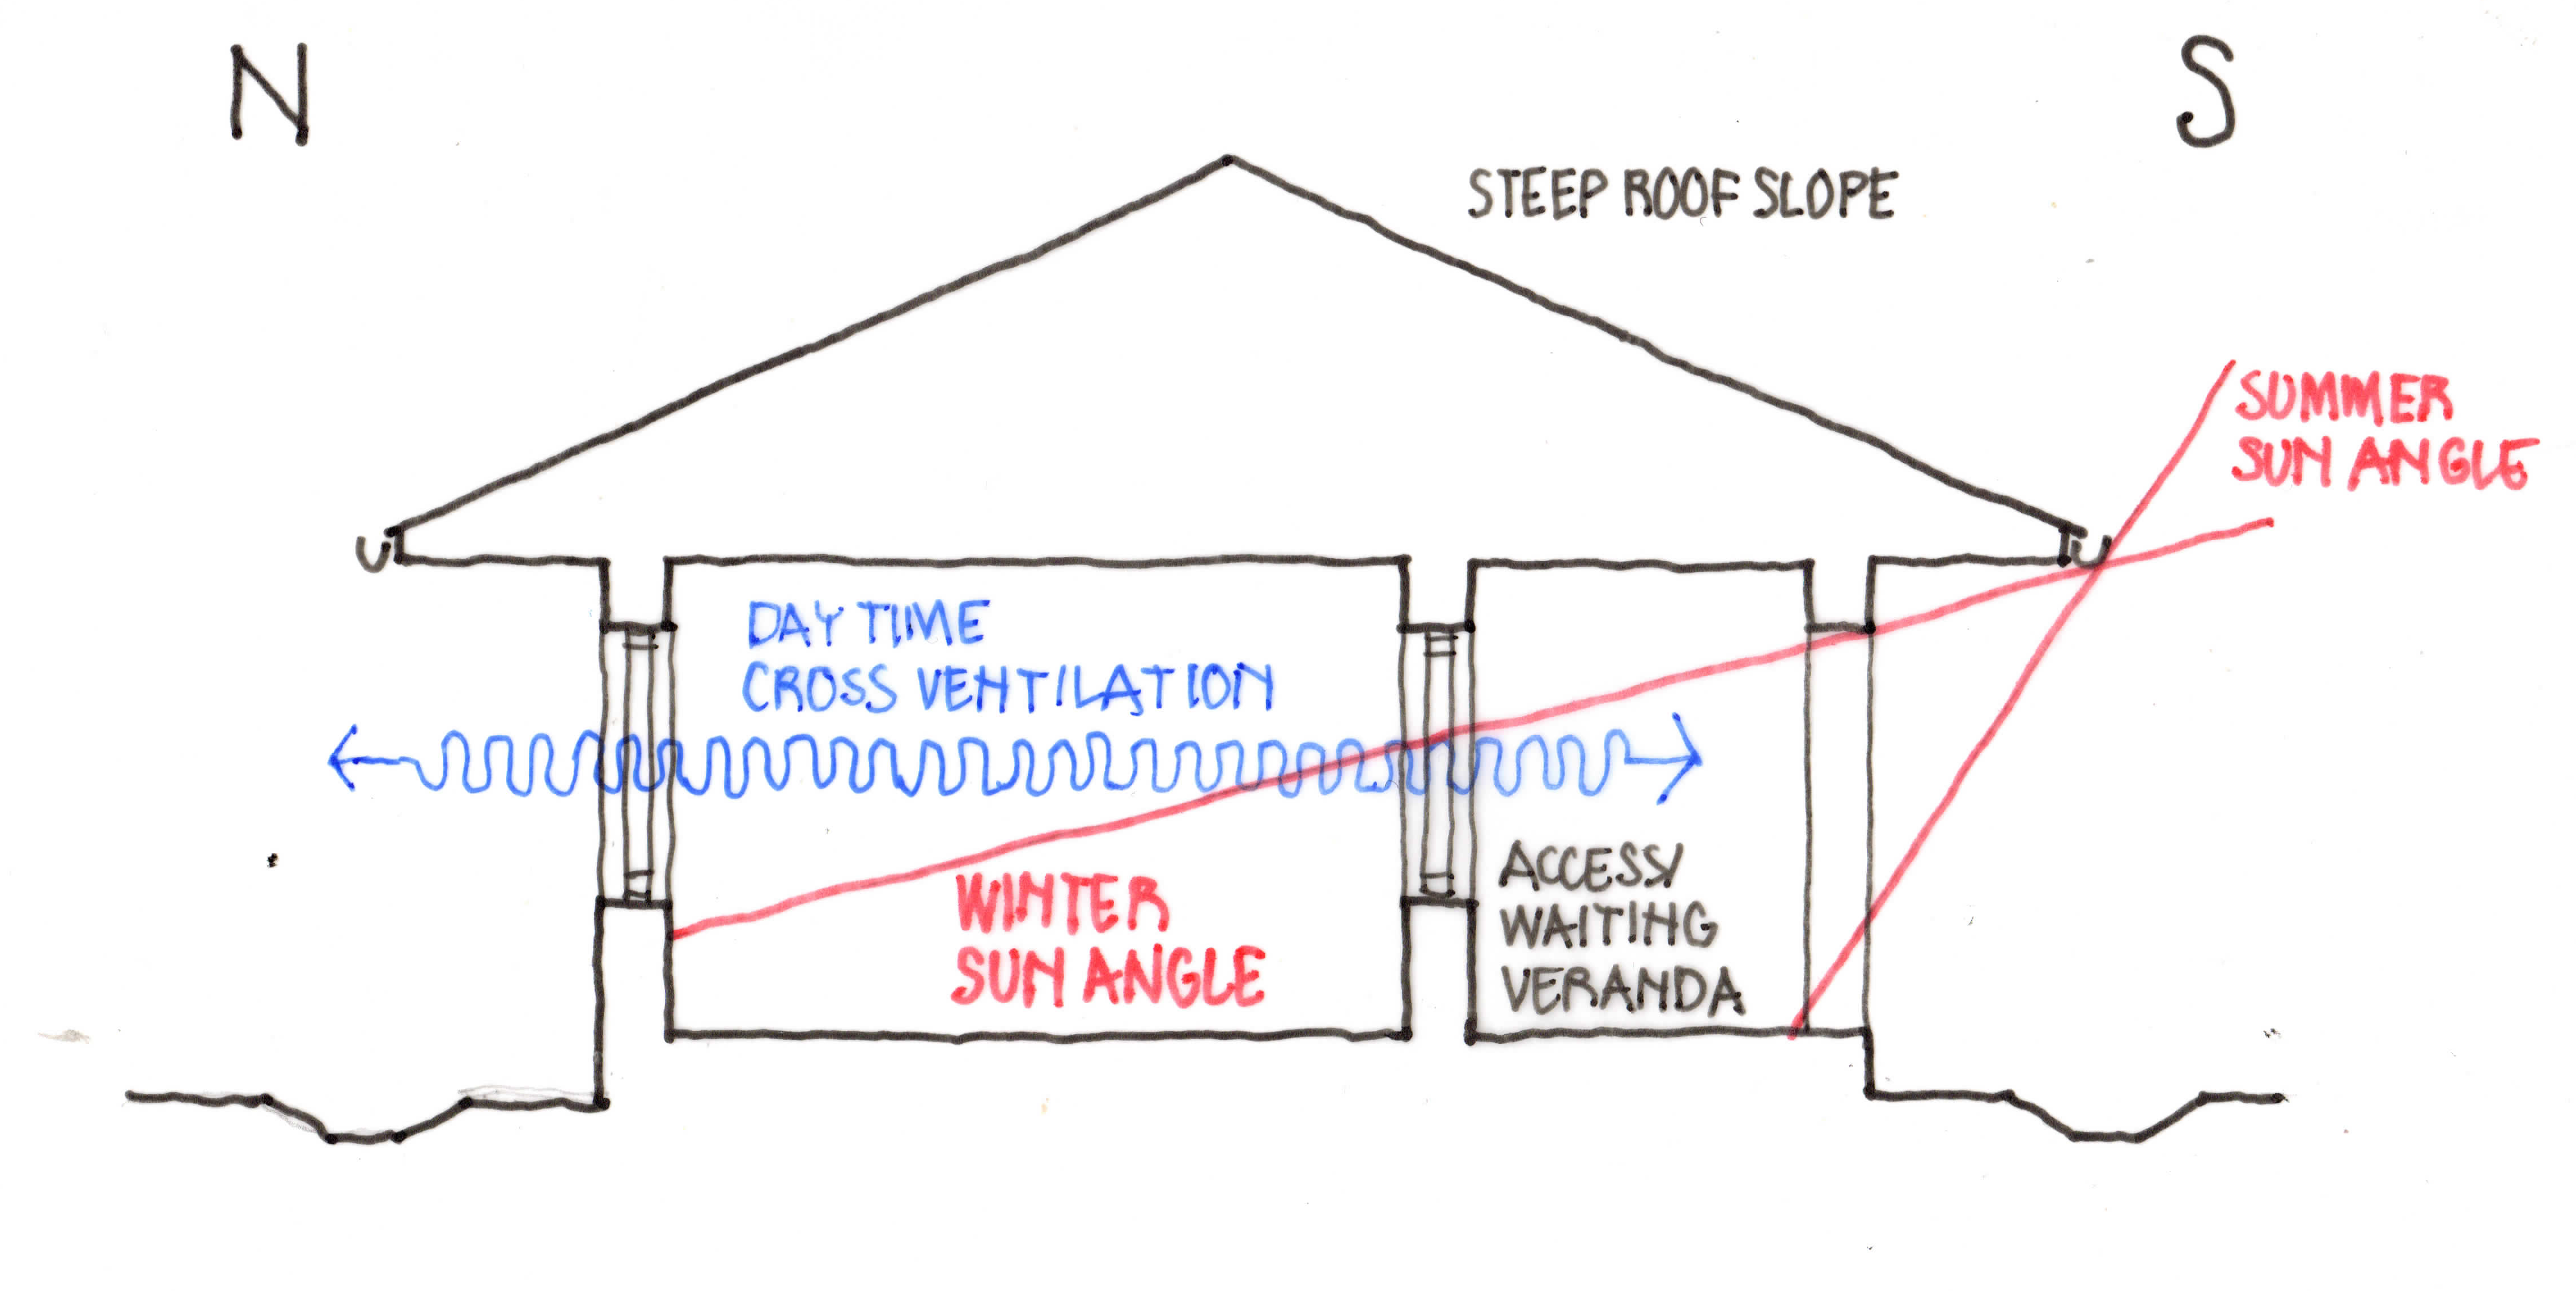 N
S
STEEP ROOF SLOPE
SUMMER
SUN ANGLE
DAY TIME
CROSS VENTILATION
WINTER
SUN ANGLE
ACCESS/
WAITING
VERANDA